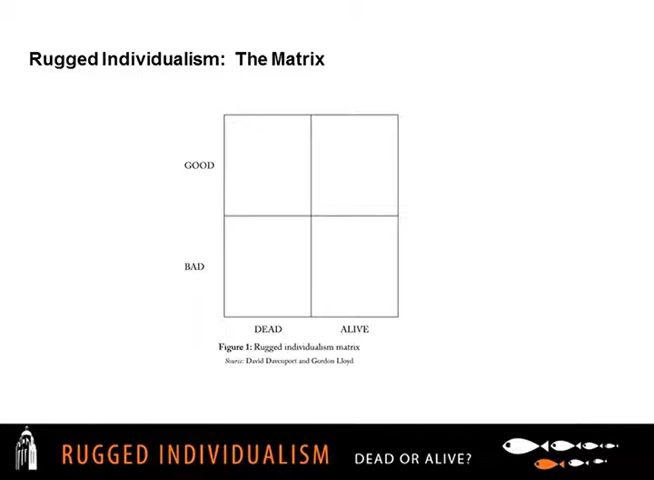 Rugged Individualism: The Matrix
GOOD
BAD
DEAD ALIVE
Figure 1: Rugged individualism matrix
Source: David Davenport and Gordon Lloyd
RUGGED INDIVIDUALISM DEAD OR ALIVE?